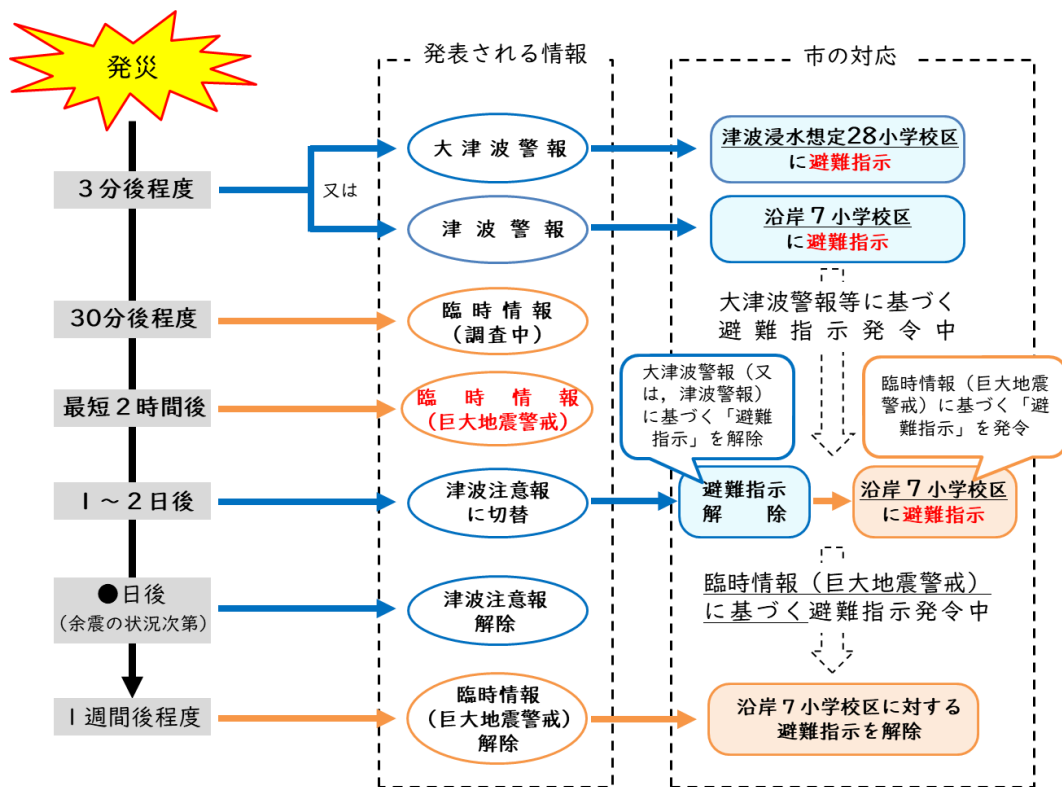 発災
発表される情報
市の対応
3分後程度
又は
大津波警報
津波浸水想定28小学校区
に避難指示
津波警報
沿岸7小学校区
に避難指示
30分後程度
臨時情報
(調査中)
大津波警報等に基づく
避難指示発令中
最短2時間後
臨時情報
(巨大地震警戒)
大津波警報(又
は,津波警報)
に基づく「避難
指示」を解除
臨時情報(巨大地震
警戒)に基づく「避
難指示」を発令
1~2日後
津波注意報
に切替
避難指示
解除
沿岸7小学校区
に避難指示
●日後
(余震の状況次第)
津波注意報
解除
臨時情報(巨大地震警戒)
に基づく避難指示発令中
1週間後程度
臨時情報
(巨大地震警戒)
解除
沿岸7小学校区に対する
避難指示を解除